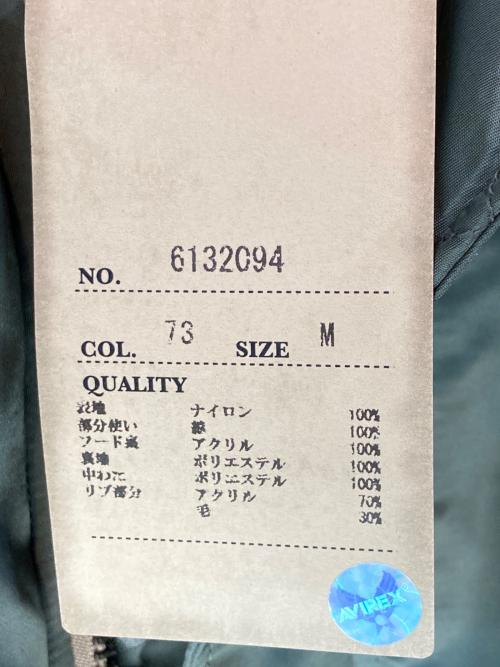 NO. 6132094
COL. 73 SIZE M
QUALITY
表地 ナイロン 100%
部分使い 綿 100%
フード裏 アクリル 100%
裏地 ポリエステル 100%
中わた ポリエステル 100%
リブ部分 アクリル 70%
毛 30%
AVIREX